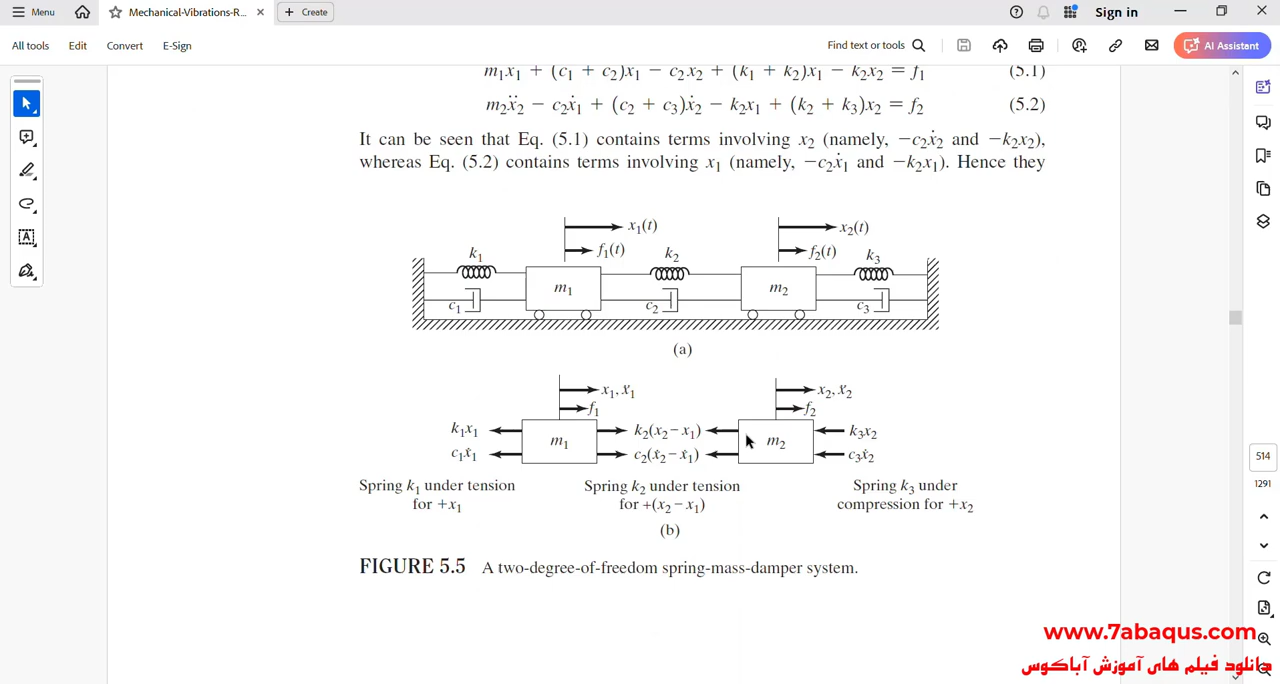 Menu
Mechanical-Vibrations-R...
Create
Sign in
All tools
Edit
Convert
E-Sign
Find text or tools
AI Assistant
m₁ẍ₁ + (c₁ + c₂)ẋ₁ − c₂ẋ₂ + (k₁ + k₂)x₁ − k₂x₂ = f₁ (5.1)
m₂ẍ₂ − c₂ẋ₁ + (c₂ + c₃)ẋ₂ − k₂x₁ + (k₂ + k₃)x₂ = f₂ (5.2)
It can be seen that Eq. (5.1) contains terms involving x₂ (namely, −c₂ẋ₂ and −k₂x₂),
whereas Eq. (5.2) contains terms involving x₁ (namely, −c₂ẋ₁ and −k₂x₁). Hence they
x₁(t)
x₂(t)
f₁(t)
f₂(t)
k₁
k₂
k₃
m₁
m₂
c₁
c₂
c₃
(a)
x₁, ẋ₁
x₂, ẋ₂
f₁
f₂
k₁x₁
k₂(x₂ − x₁)
k₃x₂
m₁
m₂
c₁ẋ₁
c₂(ẋ₂ − ẋ₁)
c₃ẋ₂
Spring k₁ under tension
for +x₁
Spring k₂ under tension
for +(x₂ − x₁)
Spring k₃ under
compression for +x₂
(b)
FIGURE 5.5 A two-degree-of-freedom spring-mass-damper system.
514
1291
www.7abaqus.com
دانلود فیلم های آموزش آباکوس